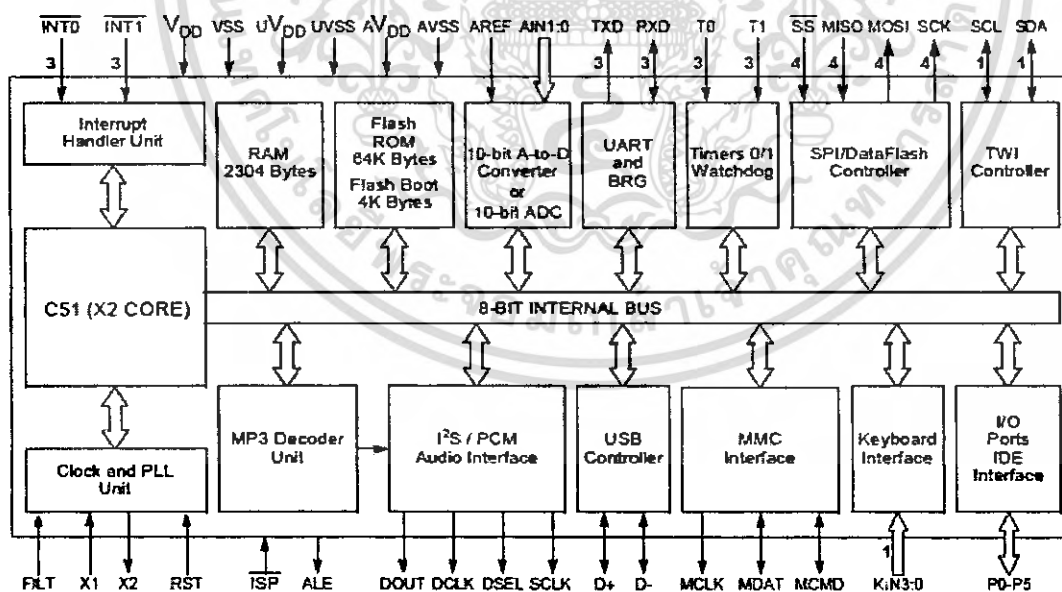 INT0 INT1 VDD VSS UVDD UVSS AVDD AVSS AREF AIN1:0 TXD RXD T0 T1 SS MISO MOSI SCK SCL SDA
3 3 3 3 3 3 4 4 4 4 1 1
Interrupt
Handler Unit
RAM
2304 Bytes
Flash
ROM
64K Bytes
Flash Boot
4K Bytes
10-bit A-to-D
Converter
or
10-bit ADC
UART
and
BRG
Timers 0/1
Watchdog
SPI/DataFlash
Controller
TWI
Controller
C51 (X2 CORE)
8-BIT INTERNAL BUS
Clock and PLL
Unit
MP3 Decoder
Unit
I²S / PCM
Audio Interface
USB
Controller
MMC
Interface
Keyboard
Interface
I/O
Ports
IDE
Interface
1
FILT X1 X2 RST ISP ALE DOUT DCLK DSEL SCLK D+ D- MCLK MDAT MCMD KIN3:0 P0-P5